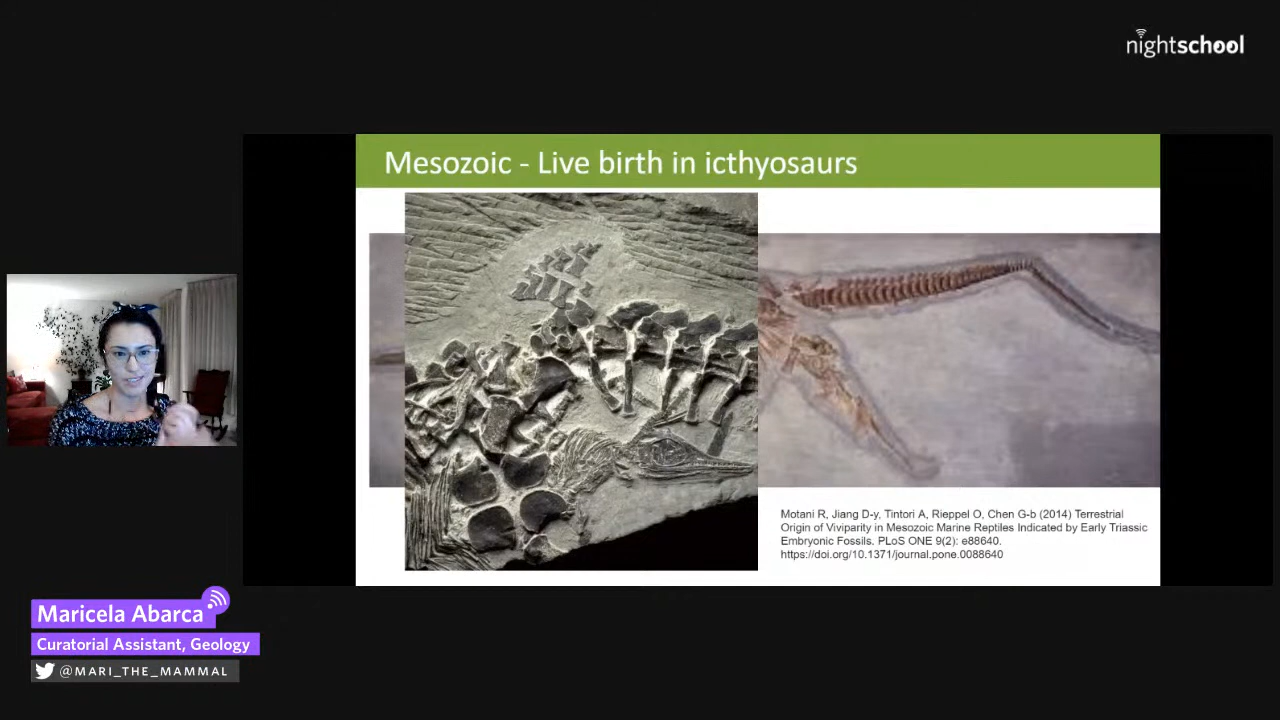 nightschool
Mesozoic - Live birth in icthyosaurs
Motani R, Jiang D-y, Tintori A, Rieppel O, Chen G-b (2014) Terrestrial
Origin of Viviparity in Mesozoic Marine Reptiles Indicated by Early Triassic
Embryonic Fossils. PLoS ONE 9(2): e88640.
https://doi.org/10.1371/journal.pone.0088640
Maricela Abarca
Curatorial Assistant, Geology
@MARI_THE_MAMMAL